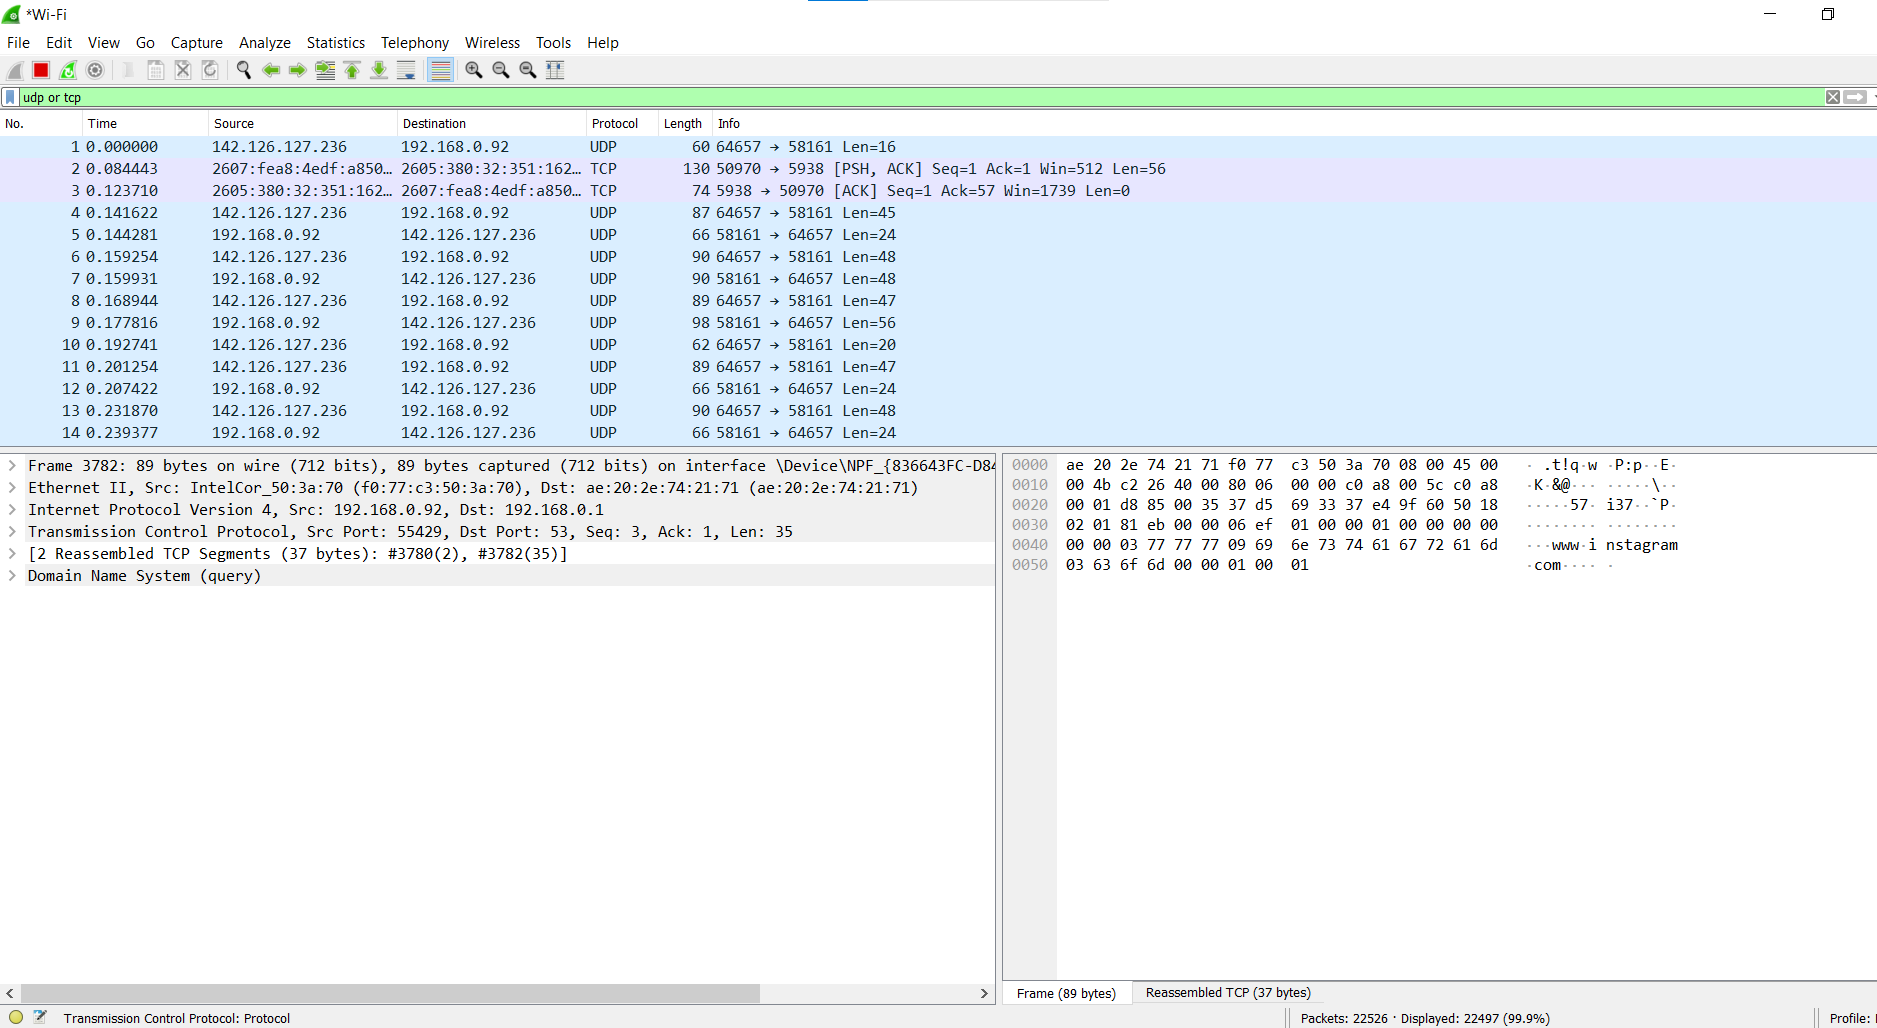 *Wi-Fi
File Edit View Go Capture Analyze Statistics Telephony Wireless Tools Help
udp or tcp
No. Time Source Destination Protocol Length Info
1 0.000000 142.126.127.236 192.168.0.92 UDP 60 64657 → 58161 Len=16
2 0.084443 2607:fea8:4edf:a850… 2605:380:32:351:162… TCP 130 50970 → 5938 [PSH, ACK] Seq=1 Ack=1 Win=512 Len=56
3 0.123710 2605:380:32:351:162… 2607:fea8:4edf:a850… TCP 74 5938 → 50970 [ACK] Seq=1 Ack=57 Win=1739 Len=0
4 0.141622 142.126.127.236 192.168.0.92 UDP 87 64657 → 58161 Len=45
5 0.144281 192.168.0.92 142.126.127.236 UDP 66 58161 → 64657 Len=24
6 0.159254 142.126.127.236 192.168.0.92 UDP 90 64657 → 58161 Len=48
7 0.159931 192.168.0.92 142.126.127.236 UDP 90 58161 → 64657 Len=48
8 0.168944 142.126.127.236 192.168.0.92 UDP 89 64657 → 58161 Len=47
9 0.177816 192.168.0.92 142.126.127.236 UDP 98 58161 → 64657 Len=56
10 0.192741 142.126.127.236 192.168.0.92 UDP 62 64657 → 58161 Len=20
11 0.201254 142.126.127.236 192.168.0.92 UDP 89 64657 → 58161 Len=47
12 0.207422 192.168.0.92 142.126.127.236 UDP 66 58161 → 64657 Len=24
13 0.231870 142.126.127.236 192.168.0.92 UDP 90 64657 → 58161 Len=48
14 0.239377 192.168.0.92 142.126.127.236 UDP 66 58161 → 64657 Len=24
Frame 3782: 89 bytes on wire (712 bits), 89 bytes captured (712 bits) on interface \Device\NPF_{836643FC-D84
Ethernet II, Src: IntelCor_50:3a:70 (f0:77:c3:50:3a:70), Dst: ae:20:2e:74:21:71 (ae:20:2e:74:21:71)
Internet Protocol Version 4, Src: 192.168.0.92, Dst: 192.168.0.1
Transmission Control Protocol, Src Port: 55429, Dst Port: 53, Seq: 3, Ack: 1, Len: 35
[2 Reassembled TCP Segments (37 bytes): #3780(2), #3782(35)]
Domain Name System (query)
0000 ae 20 2e 74 21 71 f0 77 c3 50 3a 70 08 00 45 00 · .t!q·w ·P:p··E·
0010 00 4b c2 26 40 00 80 06 00 00 c0 a8 00 5c c0 a8 ·K·&@··· ·····\··
0020 00 01 d8 85 00 35 37 d5 69 33 37 e4 9f 60 50 18 ·····57· i37··`P·
0030 02 01 81 eb 00 00 06 ef 01 00 00 01 00 00 00 00 ········ ········
0040 00 00 03 77 77 77 09 69 6e 73 74 61 67 72 61 6d ···www·i nstagram
0050 03 63 6f 6d 00 00 01 00 01 ·com···· ·
Frame (89 bytes) Reassembled TCP (37 bytes)
Transmission Control Protocol: Protocol Packets: 22526 · Displayed: 22497 (99.9%) Profile: